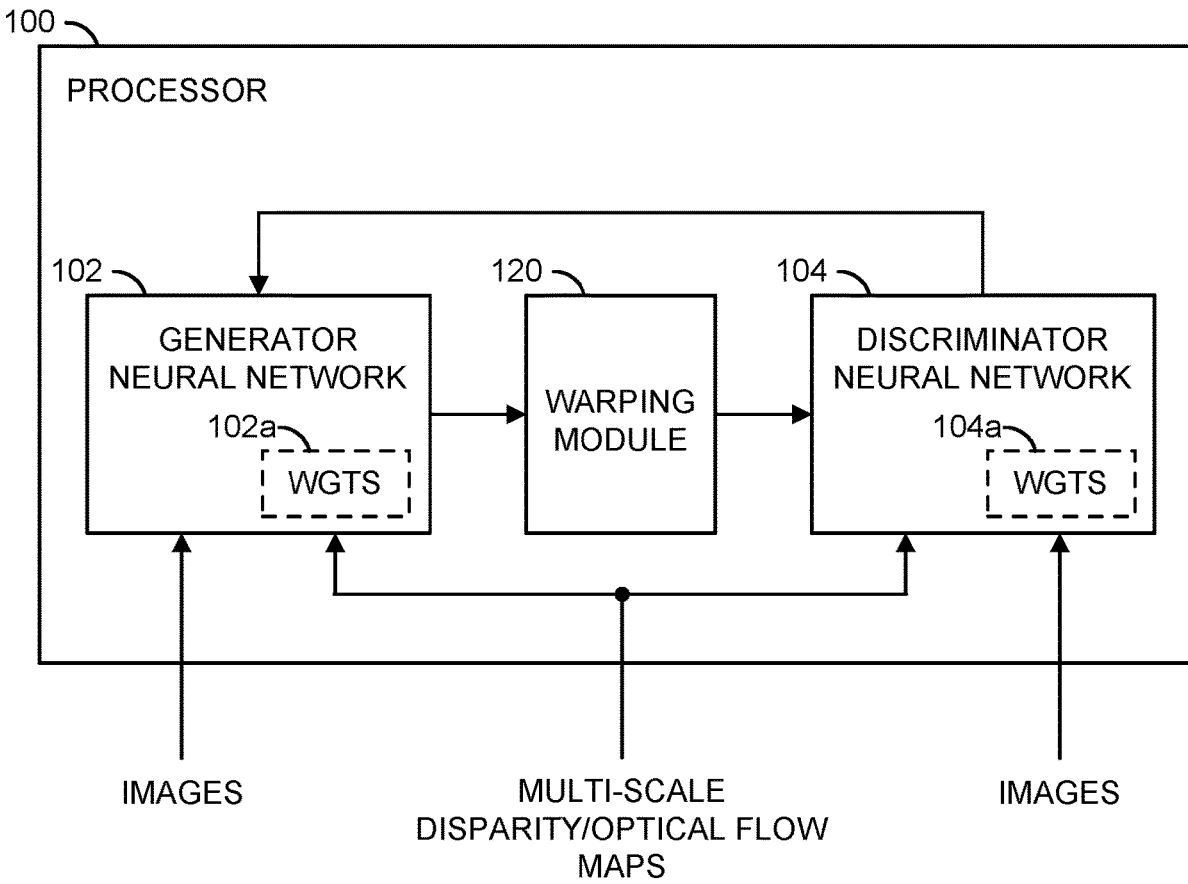 100
PROCESSOR
102
120
104
GENERATOR
NEURAL NETWORK
102a
WGTS
WARPING
MODULE
DISCRIMINATOR
NEURAL NETWORK
104a
WGTS
IMAGES
MULTI-SCALE
DISPARITY/OPTICAL FLOW
MAPS
IMAGES